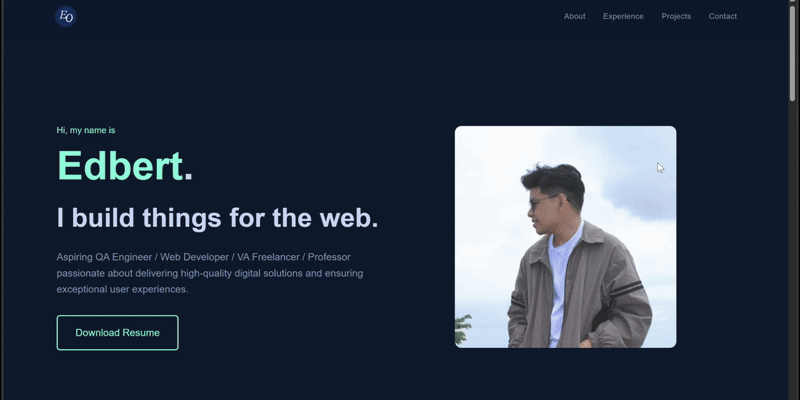 EO
About Experience Projects Contact
Hi, my name is
Edbert.
I build things for the web.
Aspiring QA Engineer / Web Developer / VA Freelancer / Professor
passionate about delivering high-quality digital solutions and ensuring
exceptional user experiences.
Download Resume